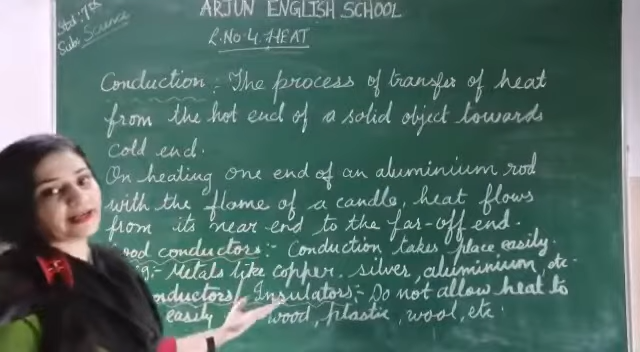 Std: 7th
Sub: Science
ARJUN ENGLISH SCHOOL
L.NO 4. HEAT
Conduction :- The process of transfer of heat
from the hot end of a solid object towards
cold end.
On heating one end of an aluminium rod
with the flame of a candle, heat flows
from its near end to the far-off end.
Good conductors :- Conduction takes place easily.
:- Metals like copper, silver, aluminium, etc.
onductors / Insulators :- Do not allow heat to
easily wood, plastic, wool, etc.